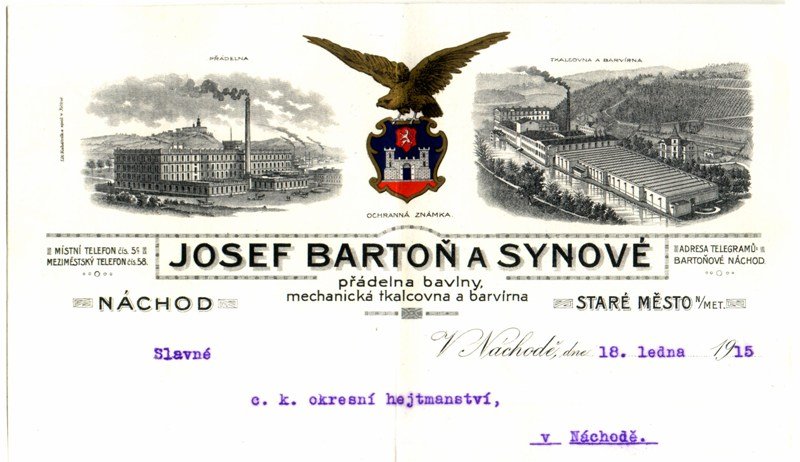 PŘÁDELNA
TKALCOVNA A BARVÍRNA
OCHRANNÁ ZNÁMKA.
MÍSTNÍ TELEFON čís. 5
MEZIMĚSTSKÝ TELEFON čís. 58.
JOSEF BARTOŇ A SYNOVÉ
ADRESA TELEGRAMŮ:
BARTOŇOVÉ NÁCHOD.
přádelna bavlny,
mechanická tkalcovna a barvírna
NÁCHOD
STARÉ MĚSTO N/MET.
V Náchodě, dne 18. ledna 1915
Slavné
c. k. okresní hejtmanství,
v Náchodě.